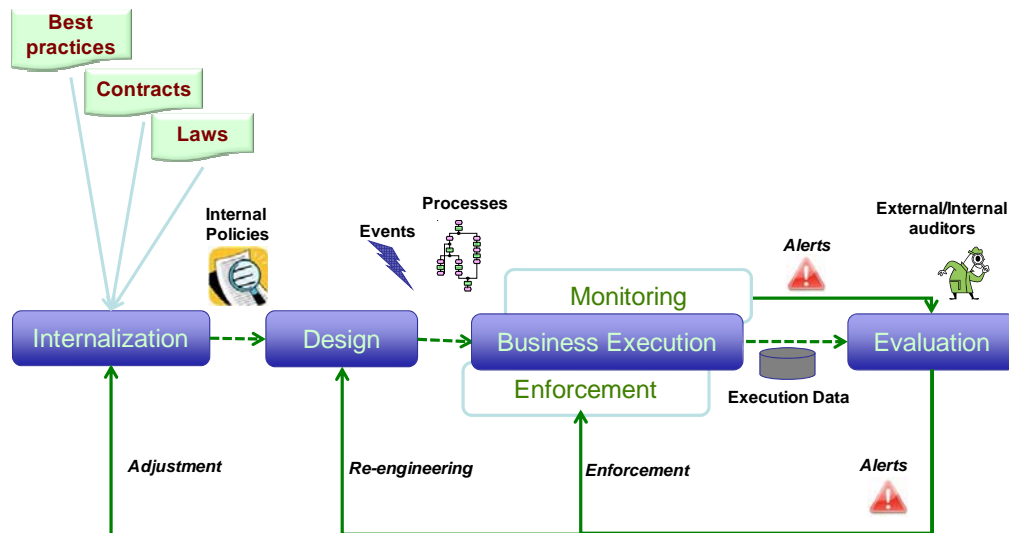 Best
practices
Contracts
Laws
Internal
Policies
Events
Processes
Alerts
External/Internal
auditors
Monitoring
Internalization
Design
Business Execution
Evaluation
Enforcement
Execution Data
Adjustment
Re-engineering
Enforcement
Alerts